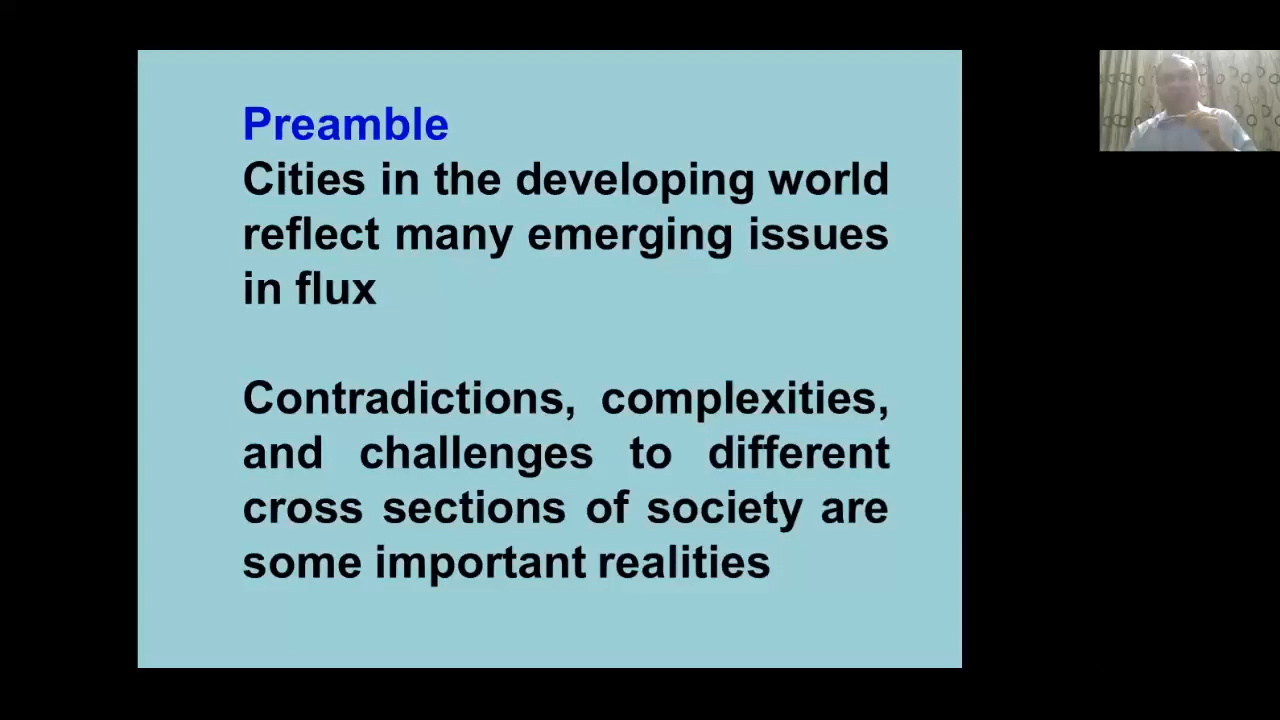 Preamble
Cities in the developing world
reflect many emerging issues
in flux
Contradictions, complexities,
and challenges to different
cross sections of society are
some important realities